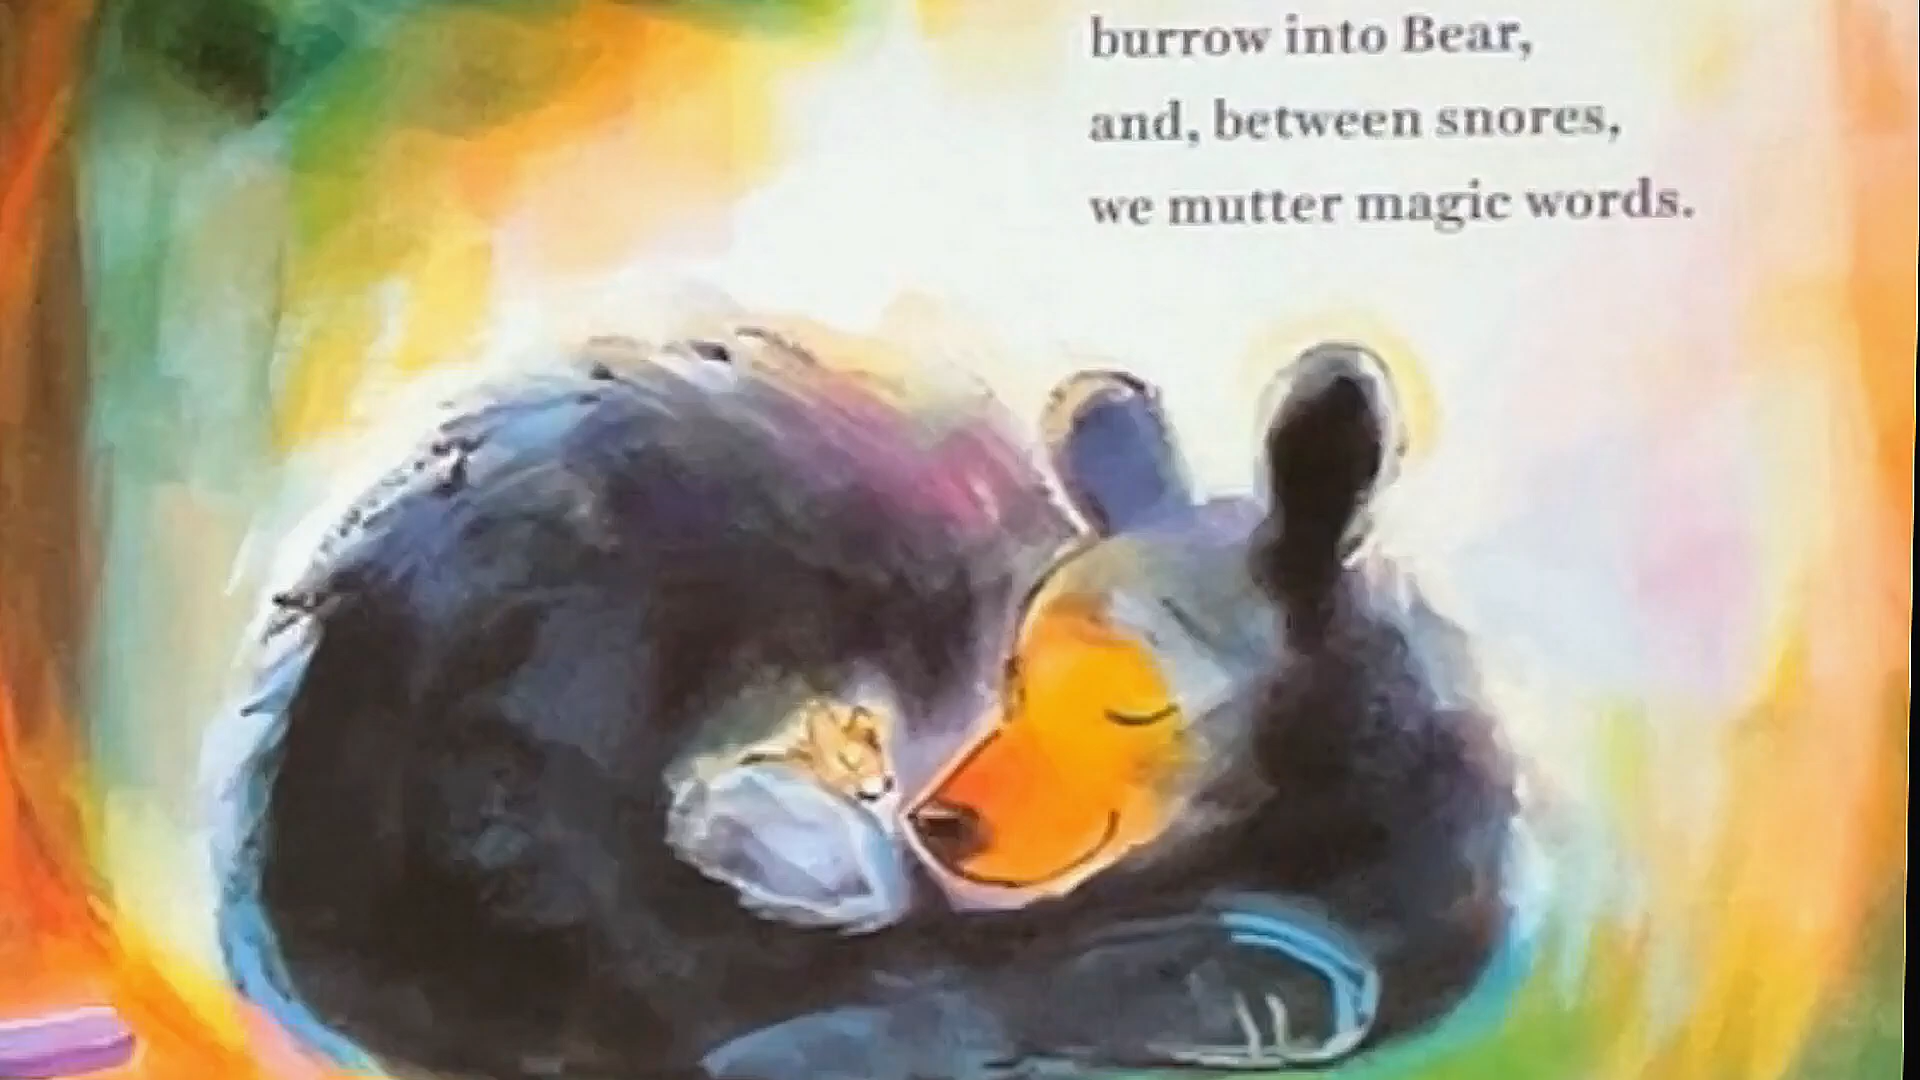 burrow into Bear,
and, between snores,
we mutter magic words.